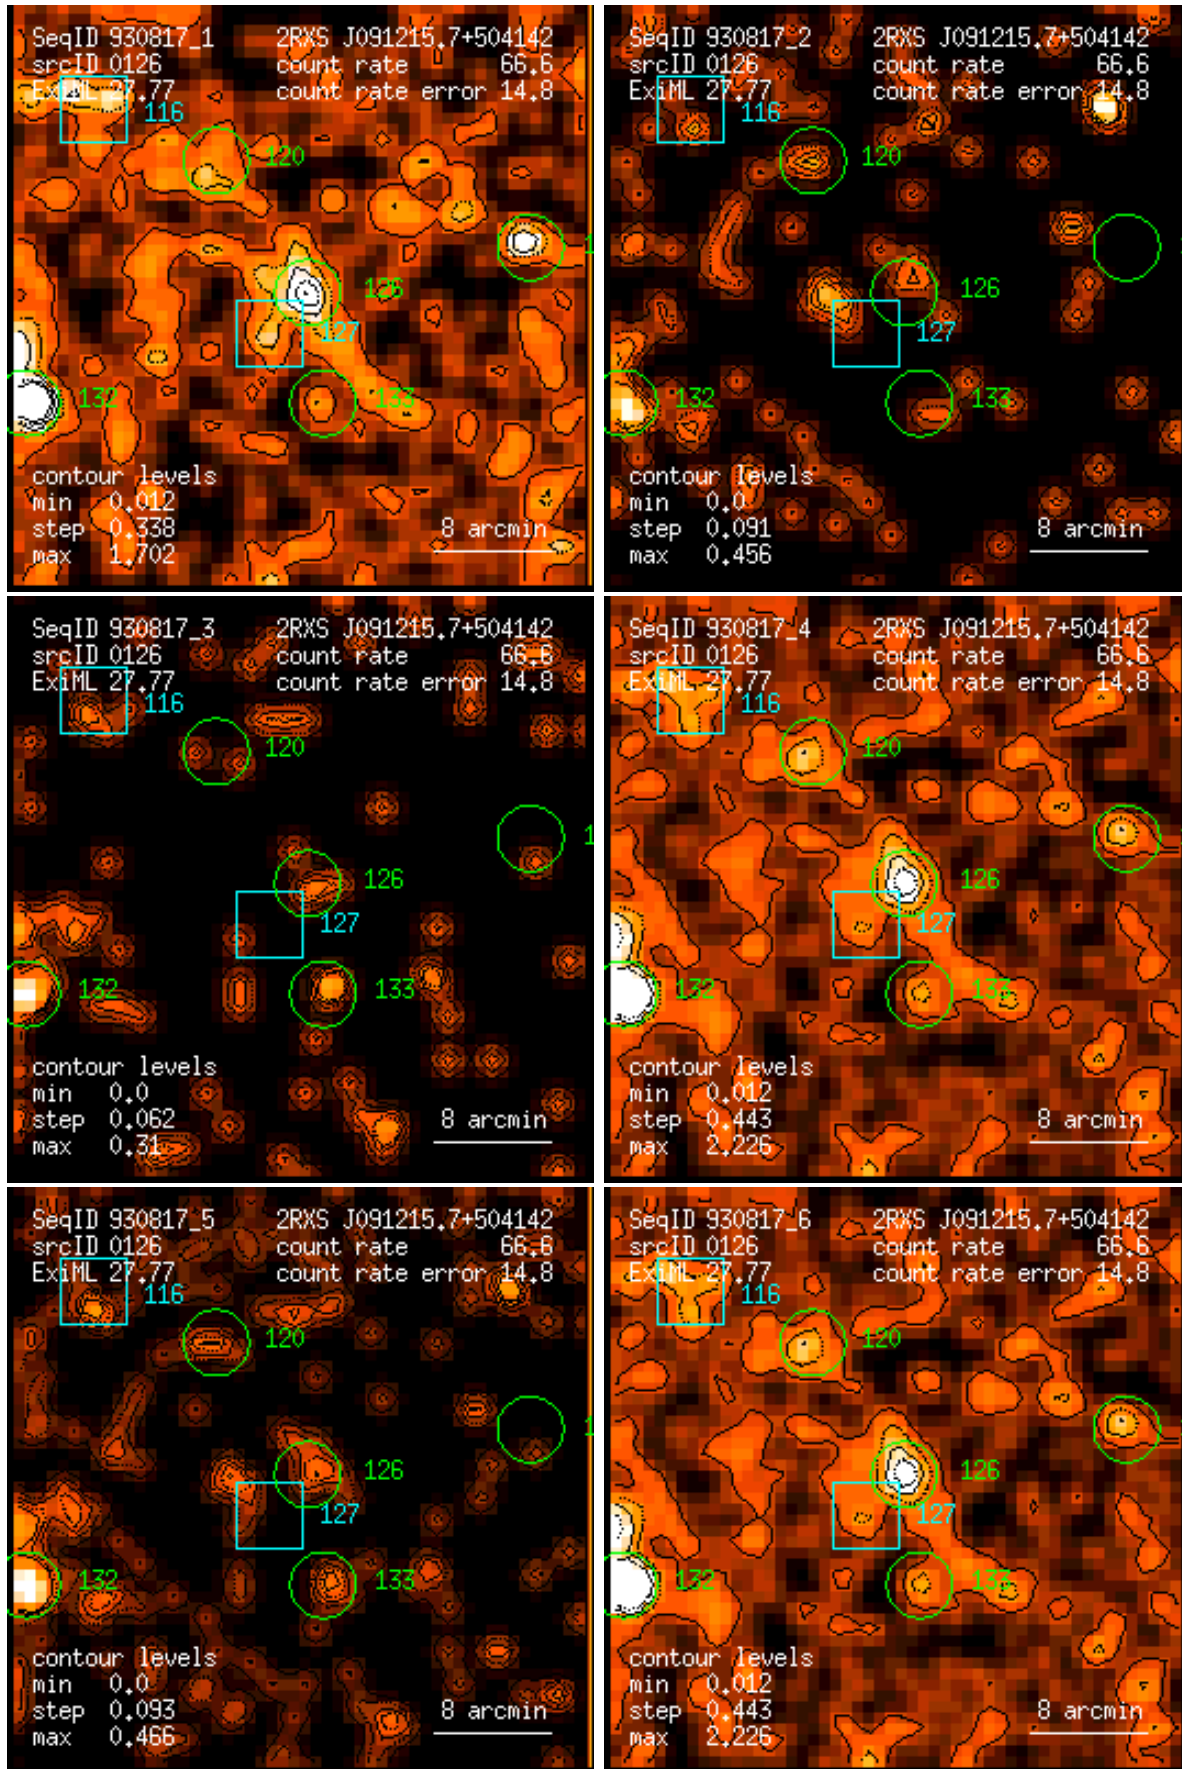 SeqID 930817_1 2RXS J091215.7+504142
srcID 0126 count rate 66.6
ExiML 27.77 count rate error 14.8
116
120
1
126
127
132 133
contour levels
min 0.012
step 0.338 8 arcmin
max 1.702
SeqID 930817_2 2RXS J091215.7+504142
srcID 0126 count rate 66.6
ExiML 27.77 count rate error 14.8
116
120
126
127
132 133
contour levels
min 0.0
step 0.091 8 arcmin
max 0.456
SeqID 930817_3 2RXS J091215.7+504142
srcID 0126 count rate 66.6
ExiML 27.77 count rate error 14.8
116
120
1
126
127
132 133
contour levels
min 0.0
step 0.062 8 arcmin
max 0.31
SeqID 930817_4 2RXS J091215.7+504142
srcID 0126 count rate 66.6
ExiML 27.77 count rate error 14.8
116
120
126
127
132 133
contour levels
min 0.012
step 0.443 8 arcmin
max 2.226
SeqID 930817_5 2RXS J091215.7+504142
srcID 0126 count rate 66.6
ExiML 27.77 count rate error 14.8
116
120
1
126
127
132 133
contour levels
min 0.0
step 0.093 8 arcmin
max 0.466
SeqID 930817_6 2RXS J091215.7+504142
srcID 0126 count rate 66.6
ExiML 27.77 count rate error 14.8
116
120
126
127
132 133
contour levels
min 0.012
step 0.443 8 arcmin
max 2.226